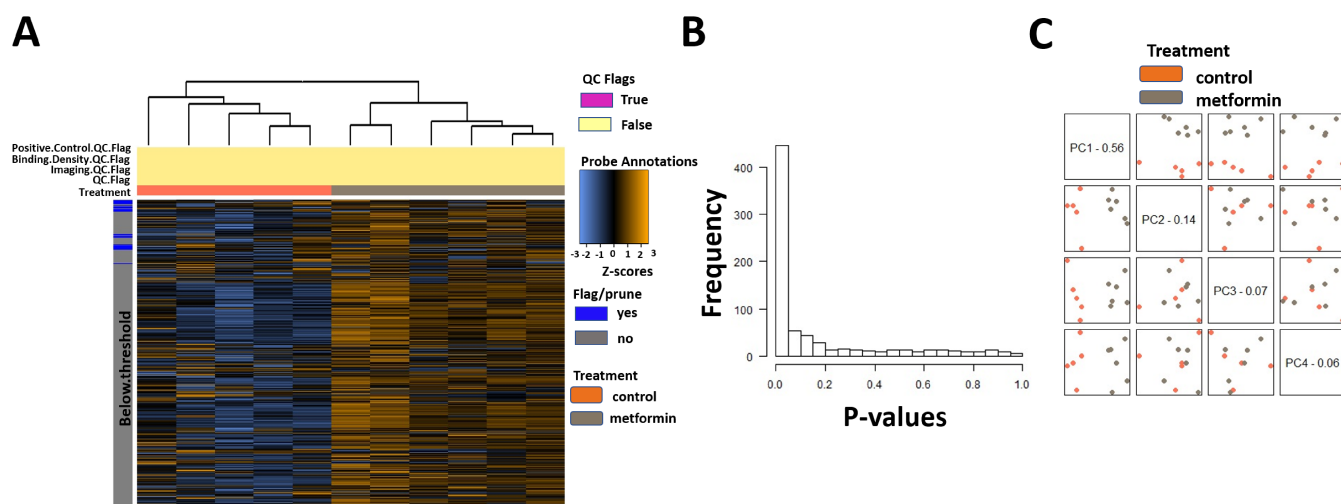 A
Positive.Control.QC.Flag
Binding.Density.QC.Flag
Imaging.QC.Flag
QC.Flag
Treatment
Below.threshold
QC Flags
True
False
Probe Annotations
-3 -2 -1 0 1 2 3
Z-scores
Flag/prune
yes
no
Treatment
control
metformin
B
Frequency
400
300
200
100
0
0.0 0.2 0.4 0.6 0.8 1.0
P-values
C
Treatment
control
metformin
PC1 - 0.56
PC2 - 0.14
PC3 - 0.07
PC4 - 0.06